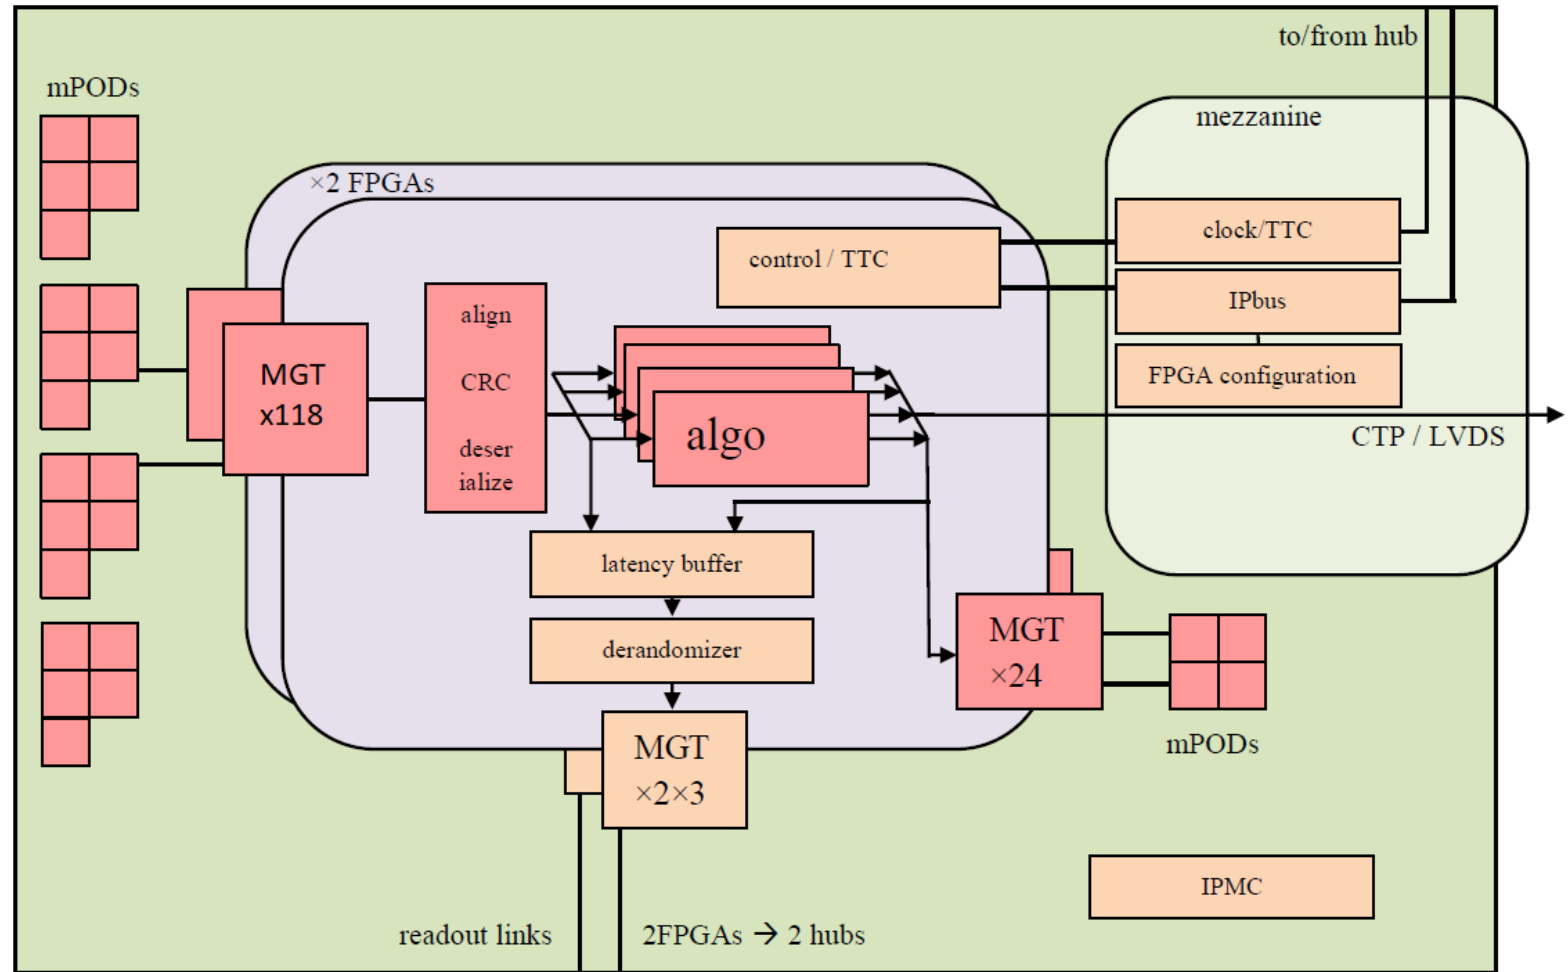 to/from hub
mPODs
mezzanine
×2 FPGAs
clock/TTC
control / TTC
IPbus
align
FPGA configuration
MGT
x118
CRC
algo
CTP / LVDS
deser
ialize
latency buffer
MGT
×24
derandomizer
MGT
×2×3
mPODs
IPMC
readout links
2FPGAs → 2 hubs